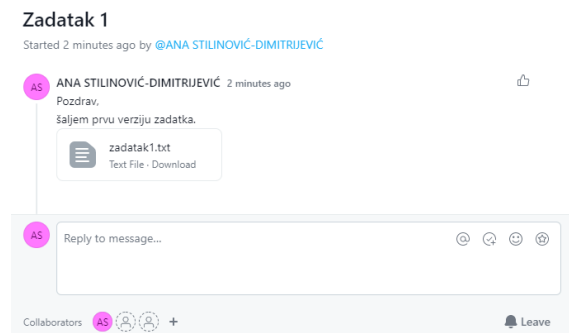 Zadatak 1
Started 2 minutes ago by @ANA STILINOVIĆ-DIMITRIJEVIĆ
AS
ANA STILINOVIĆ-DIMITRIJEVIĆ 2 minutes ago
Pozdrav,
šaljem prvu verziju zadatka.
zadatak1.txt
Text File · Download
AS
Reply to message...
Collaborators AS + Leave